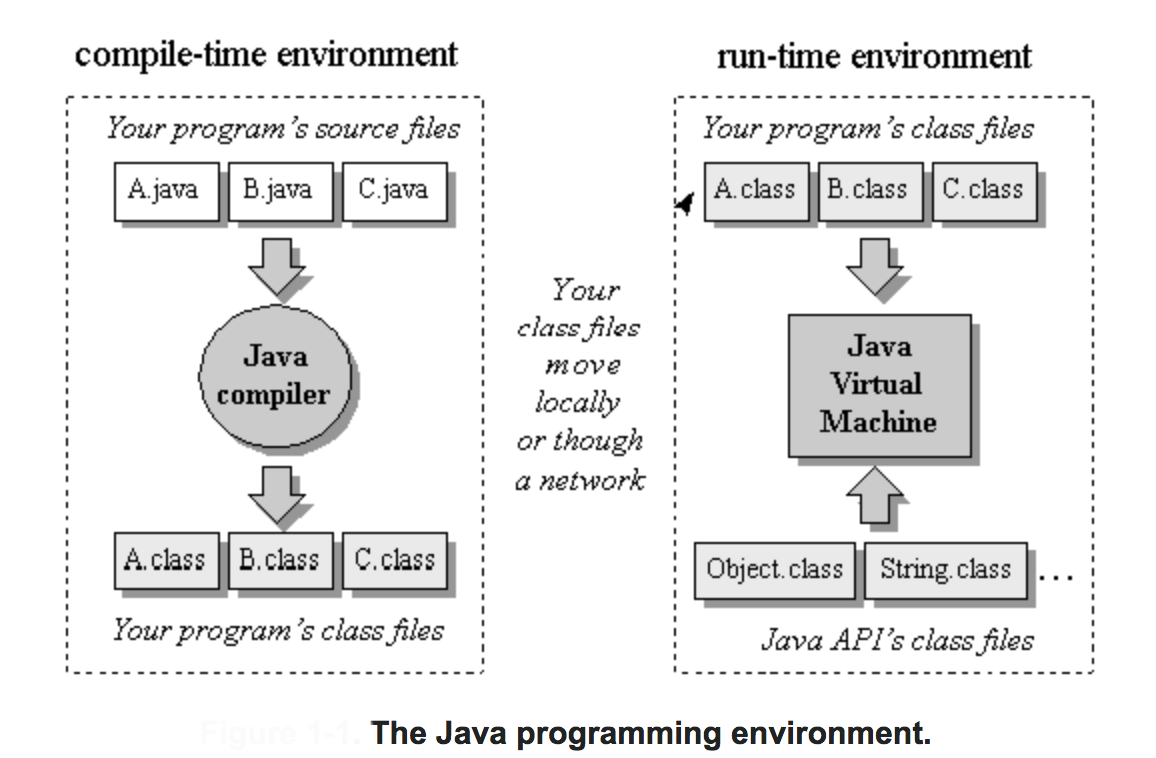 compile-time environment
Your program's source files
A.java B.java C.java
Java
compiler
A.class B.class C.class
Your program's class files
Your
class files
move
locally
or though
a network
run-time environment
Your program's class files
A.class B.class C.class
Java
Virtual
Machine
Object.class String.class ...
Java API's class files
Figure 1-1. The Java programming environment.